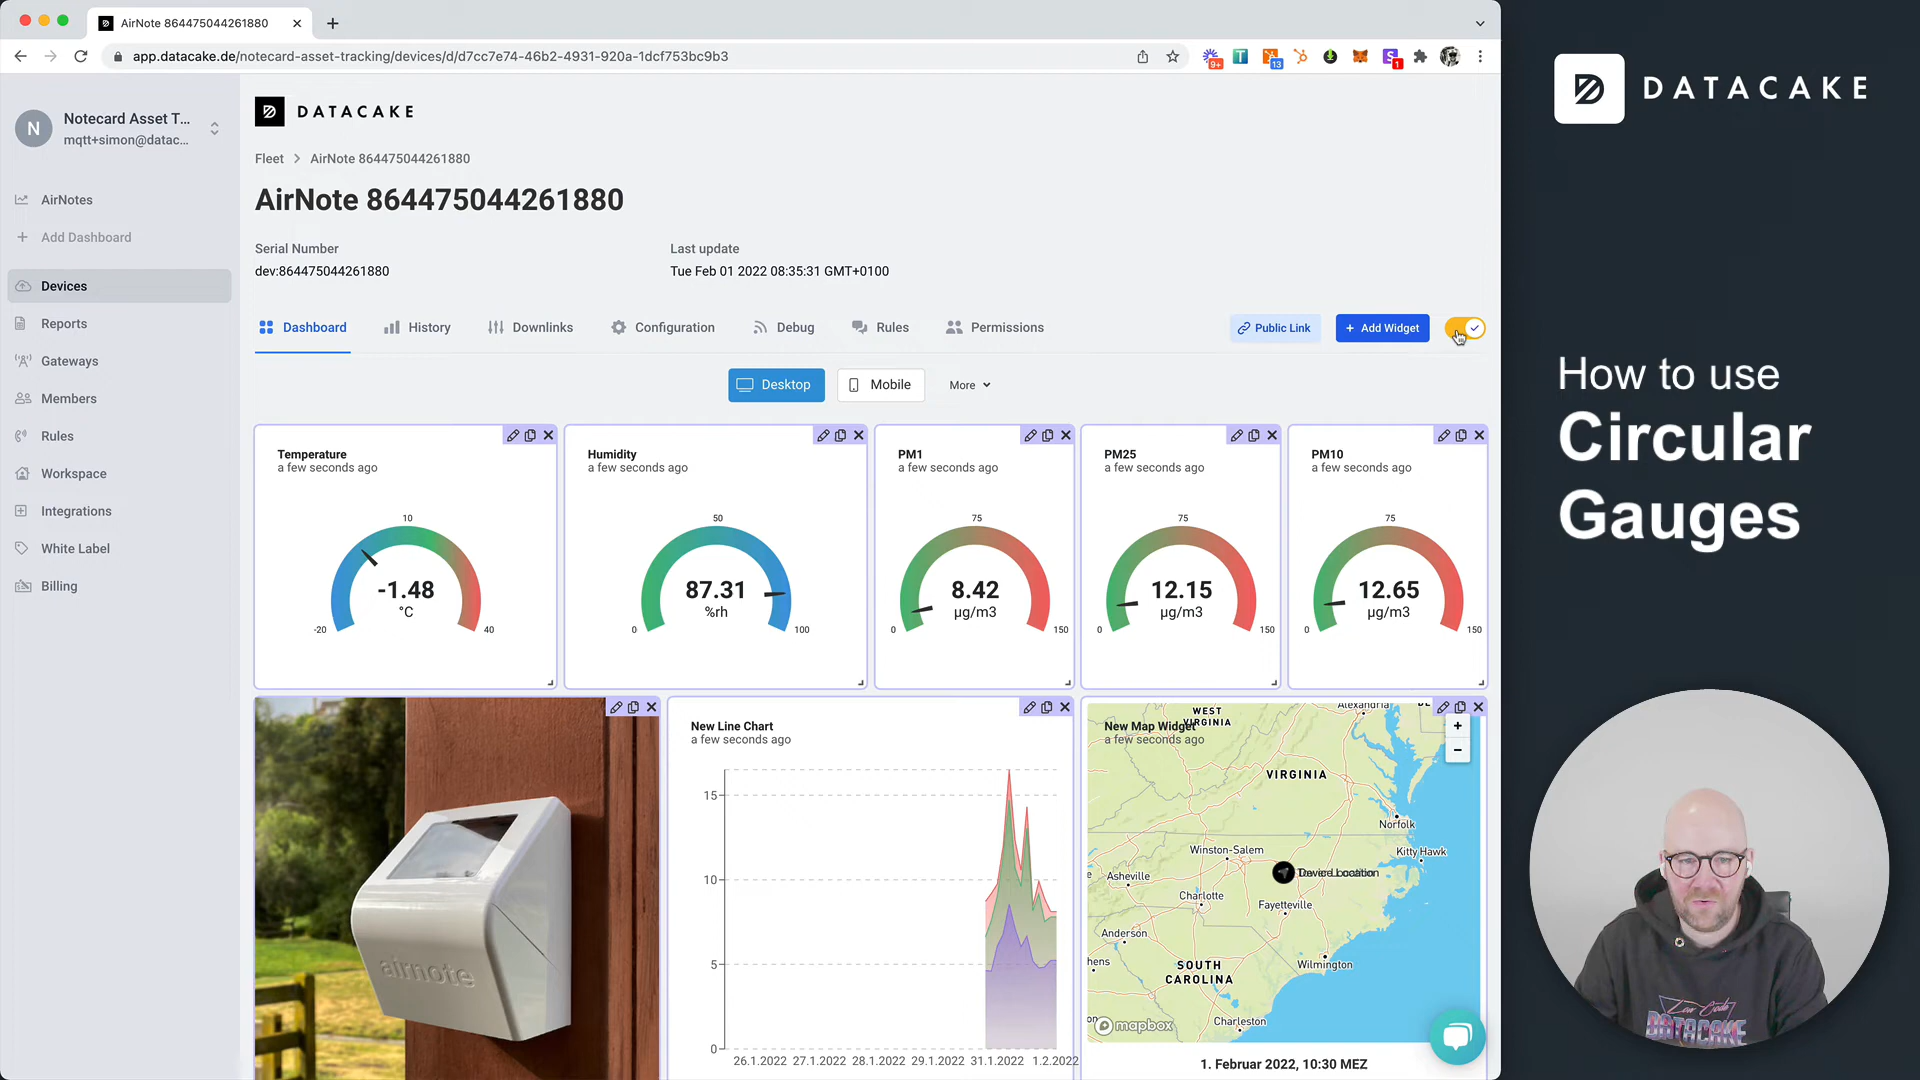 AirNote 864475044261880
app.datacake.de/notecard-asset-tracking/devices/d/d7cc7e74-46b2-4931-920a-1dcf753bc9b3
9+
13
1
DATACAKE
N
Notecard Asset T...
mqtt+simon@datac...
AirNotes
Add Dashboard
Devices
Reports
Gateways
Members
Rules
Workspace
Integrations
White Label
Billing
DATACAKE
Fleet > AirNote 864475044261880
AirNote 864475044261880
Serial Number
dev:864475044261880
Last update
Tue Feb 01 2022 08:35:31 GMT+0100
Dashboard
History
Downlinks
Configuration
Debug
Rules
Permissions
Public Link
+ Add Widget
Desktop
Mobile
More
Temperature
a few seconds ago
10
-1.48
°C
-20
40
Humidity
a few seconds ago
50
87.31
%rh
0
100
PM1
a few seconds ago
75
8.42
µg/m3
0
150
PM25
a few seconds ago
75
12.15
µg/m3
0
150
PM10
a few seconds ago
75
12.65
µg/m3
0
150
airnote
New Line Chart
a few seconds ago
15
10
5
0
26.1.2022
27.1.2022
28.1.2022
29.1.2022
31.1.2022
1.2.2022
New Map Widget
a few seconds ago
WEST
VIRGINIA
Alexandria
+
−
VIRGINIA
Norfolk
Winston-Salem
Kitty Hawk
Asheville
Device Location
Charlotte
Fayetteville
Anderson
hens
Wilmington
SOUTH
CAROLINA
Charleston
mapbox
1. Februar 2022, 10:30 MEZ
How to use
Circular
Gauges
Low Code
DATACAKE